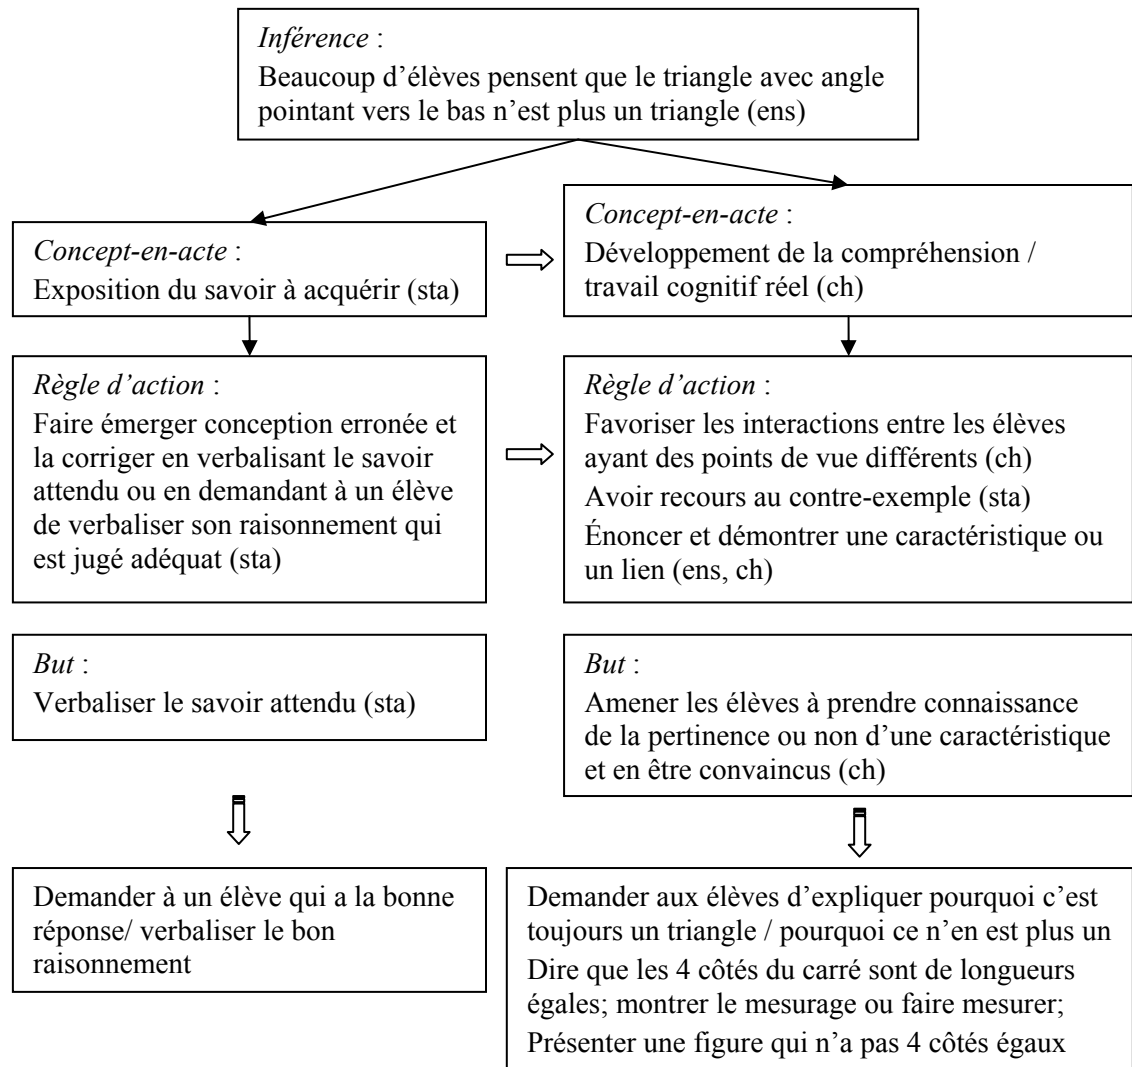 Inférence :
Beaucoup d’élèves pensent que le triangle avec angle
pointant vers le bas n’est plus un triangle (ens)
Concept-en-acte :
Exposition du savoir à acquérir (sta)
Concept-en-acte :
Développement de la compréhension /
travail cognitif réel (ch)
Règle d’action :
Faire émerger conception erronée et
la corriger en verbalisant le savoir
attendu ou en demandant à un élève
de verbaliser son raisonnement qui
est jugé adéquat (sta)
Règle d’action :
Favoriser les interactions entre les élèves
ayant des points de vue différents (ch)
Avoir recours au contre-exemple (sta)
Énoncer et démontrer une caractéristique ou
un lien (ens, ch)
But :
Verbaliser le savoir attendu (sta)
But :
Amener les élèves à prendre connaissance
de la pertinence ou non d’une caractéristique
et en être convaincus (ch)
Demander à un élève qui a la bonne
réponse/ verbaliser le bon
raisonnement
Demander aux élèves d’expliquer pourquoi c’est
toujours un triangle / pourquoi ce n’en est plus un
Dire que les 4 côtés du carré sont de longueurs
égales; montrer le mesurage ou faire mesurer;
Présenter une figure qui n’a pas 4 côtés égaux